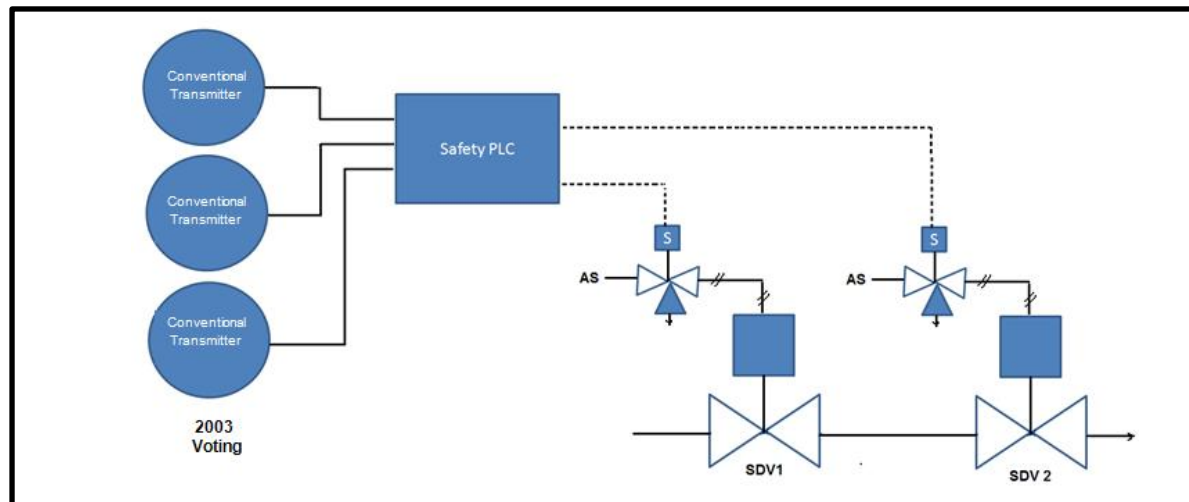 Conventional
Transmitter
Conventional
Transmitter
Conventional
Transmitter
2003
Voting
Safety PLC
S
AS
SDV1
S
AS
SDV 2